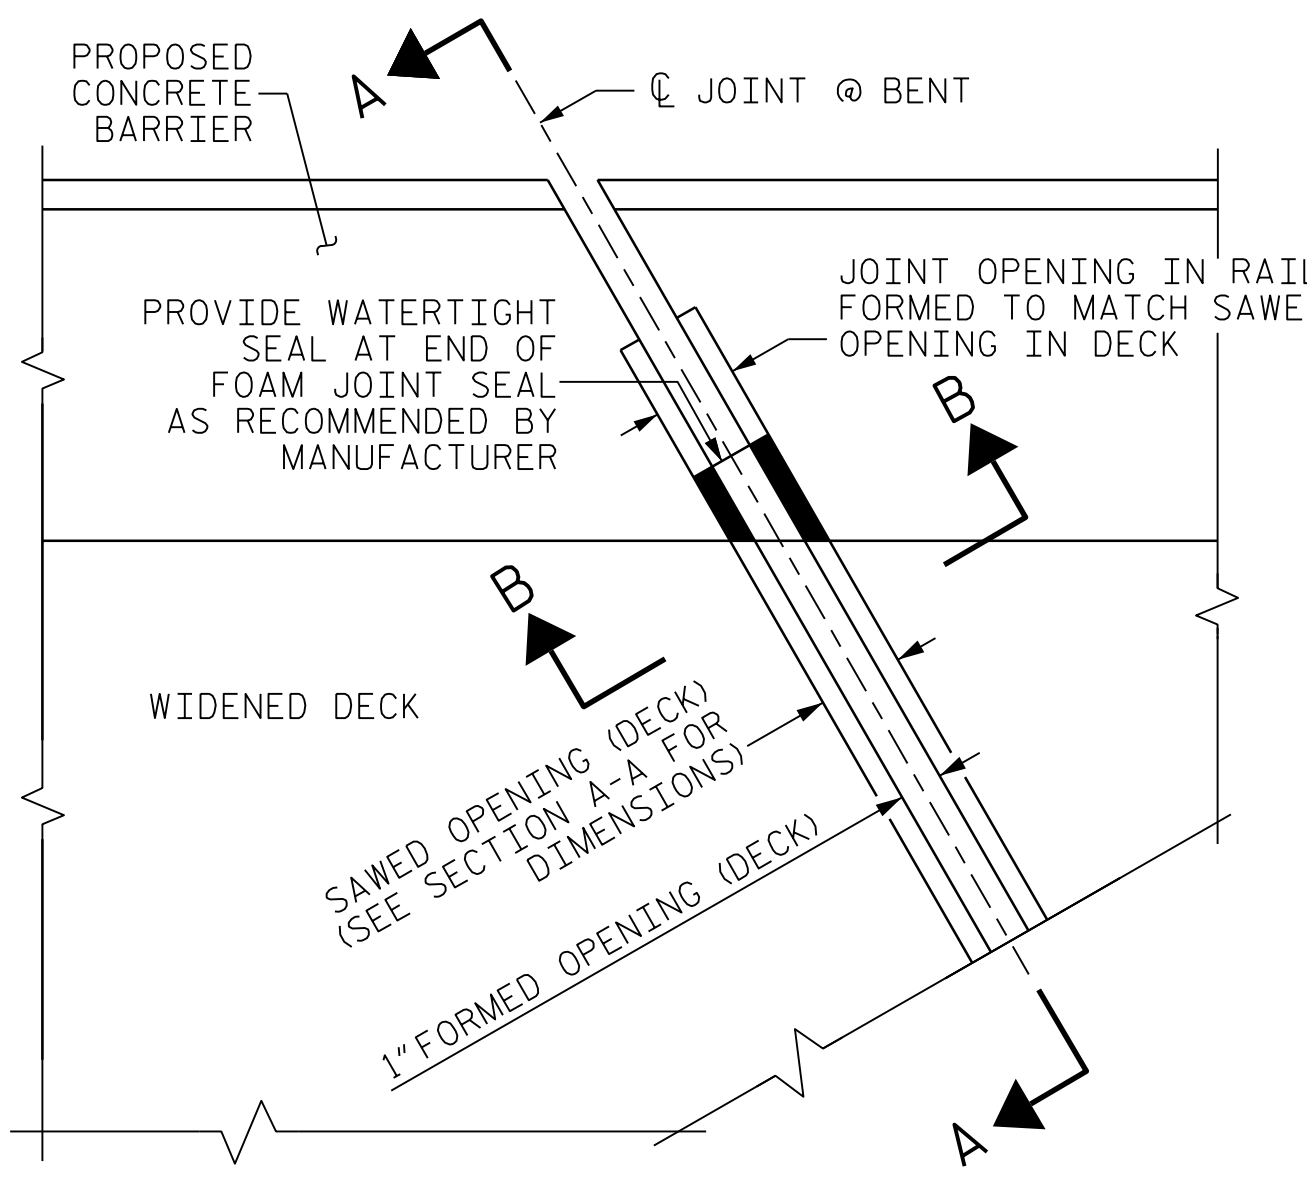 PROPOSED
CONCRETE
BARRIER
A
℄ JOINT @ BENT
JOINT OPENING IN RAIL
FORMED TO MATCH SAWE
OPENING IN DECK
PROVIDE WATERTIGHT
SEAL AT END OF
FOAM JOINT SEAL
AS RECOMMENDED BY
MANUFACTURER
B
B
WIDENED DECK
SAWED OPENING (DECK)
(SEE SECTION A-A FOR
DIMENSIONS)
1" FORMED OPENING (DECK)
A